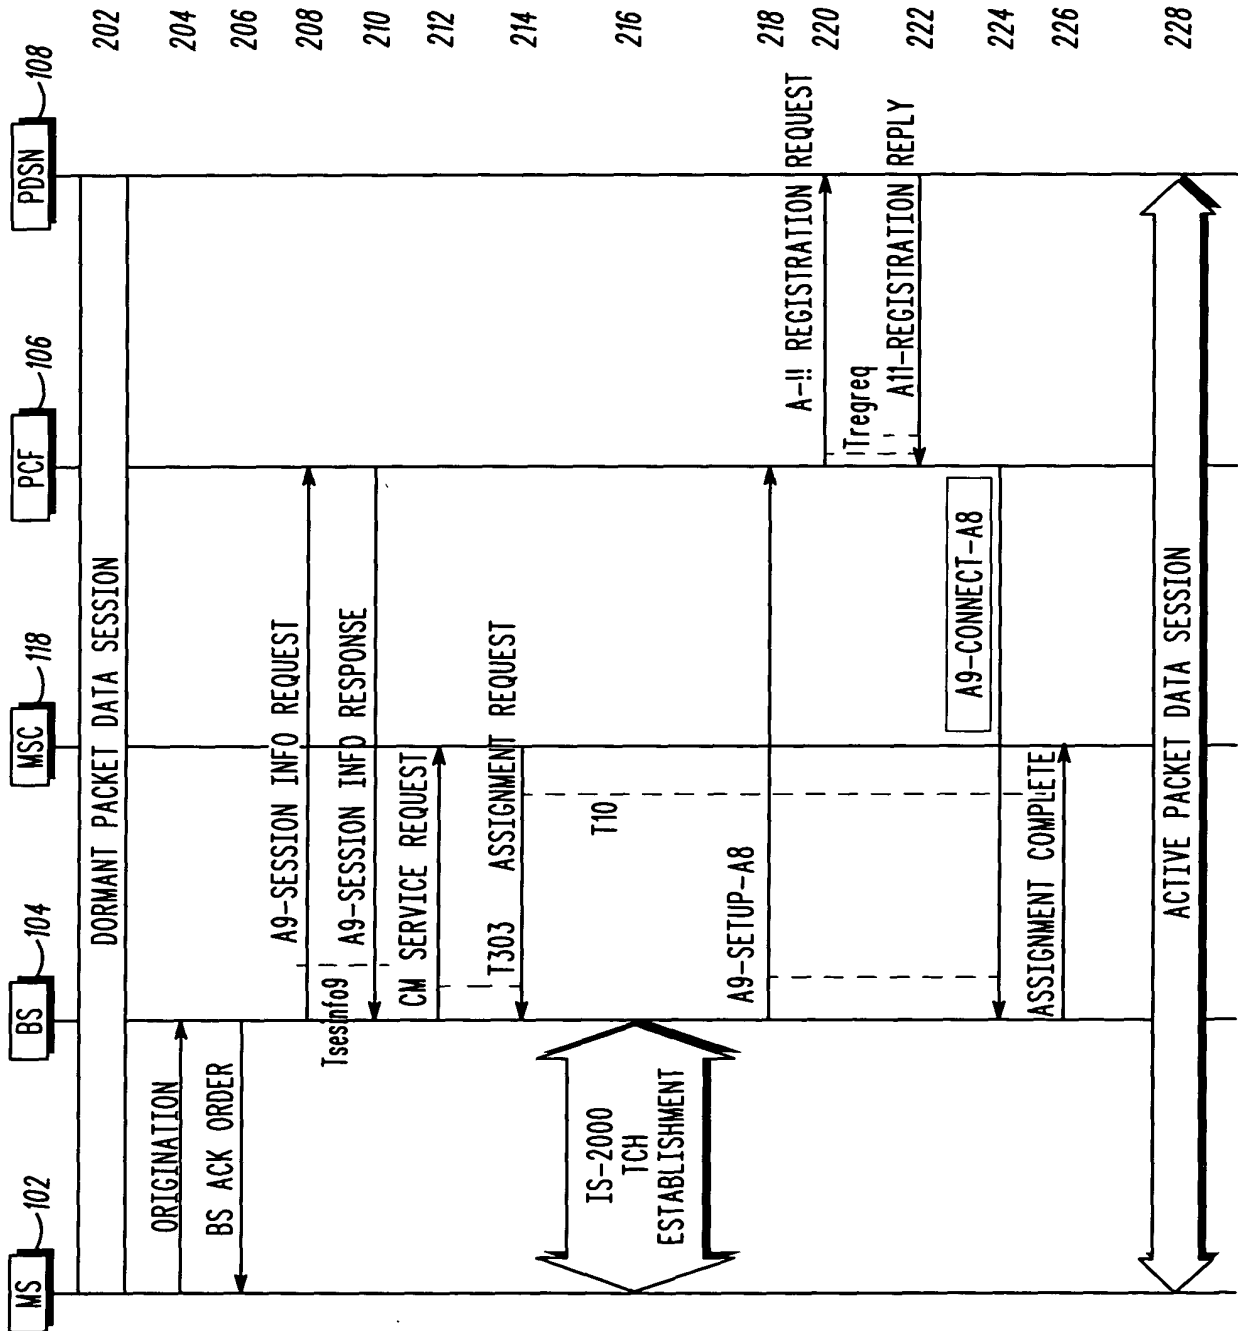 MS 102
BS 104
MSC 118
PCF 106
PDSN 108
DORMANT PACKET DATA SESSION 202
ORIGINATION 204
BS ACK ORDER 206
A9-SESSION INFO REQUEST 208
Tsesinfo9
A9-SESSION INFO RESPONSE 210
CM SERVICE REQUEST 212
T303
ASSIGNMENT REQUEST 214
T10
IS-2000
TCH
ESTABLISHMENT
216
A9-SETUP-A8 218
A-!! REGISTRATION REQUEST 220
Tregreq
A11-REGISTRATION REPLY 222
A9-CONNECT-A8 224
ASSIGNMENT COMPLETE 226
ACTIVE PACKET DATA SESSION 228